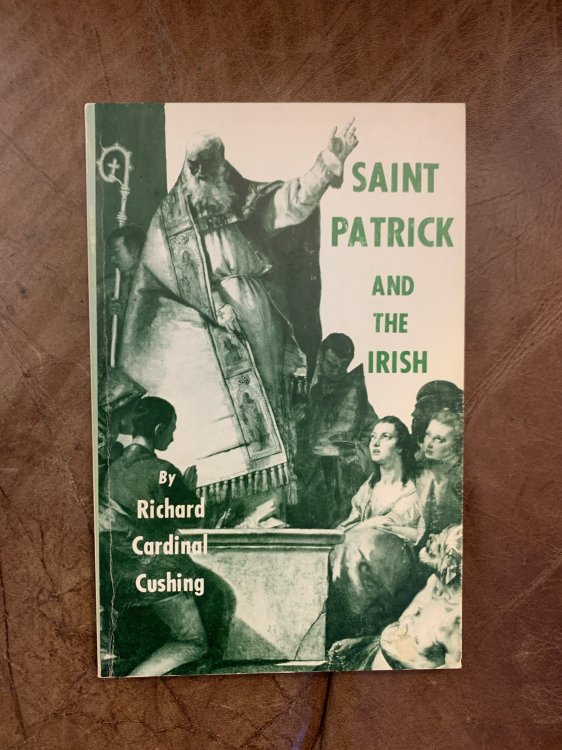 SAINT
PATRICK
AND
THE
IRISH
By
Richard
Cardinal
Cushing